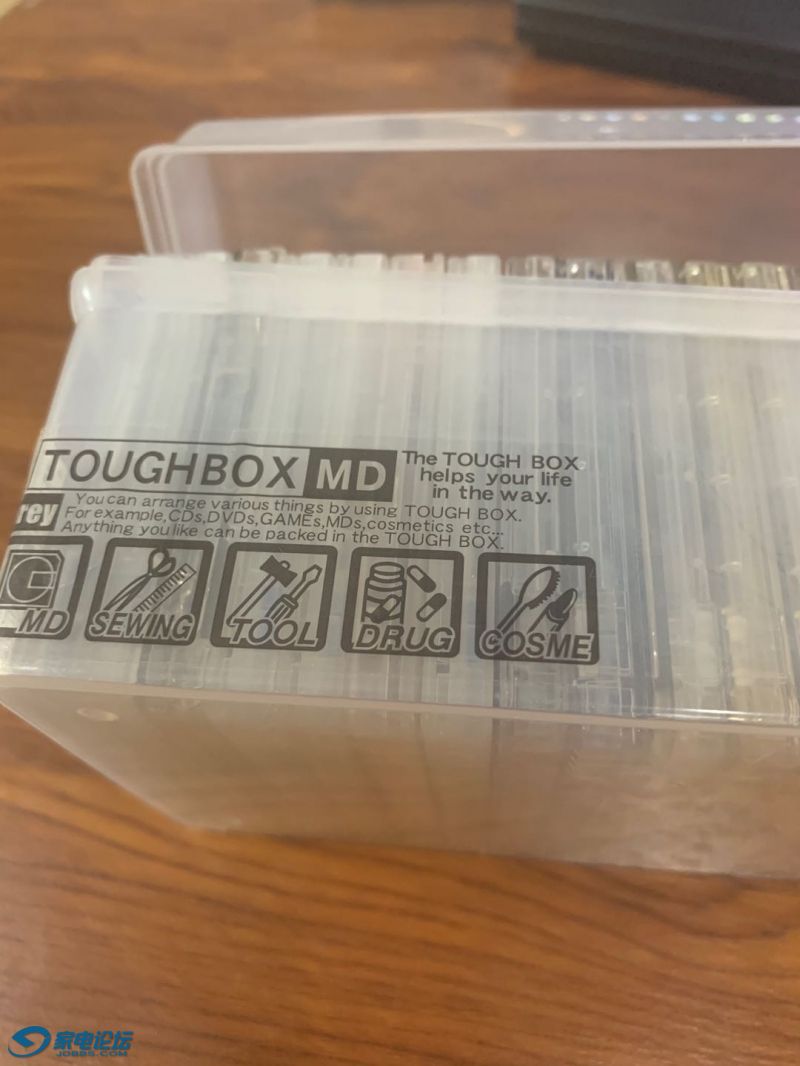 TOUGHBOX MD
The TOUGH BOX
helps your life
in the way.
rey
You can arrange various things by using TOUGH BOX.
For example,CDs,DVDs,GAMEs,MDs,cosmetics etc...
Anything you like can be packed in the TOUGH BOX.
MD
SEWING
TOOL
DRUG
COSME
家电论坛
JDBBS.COM